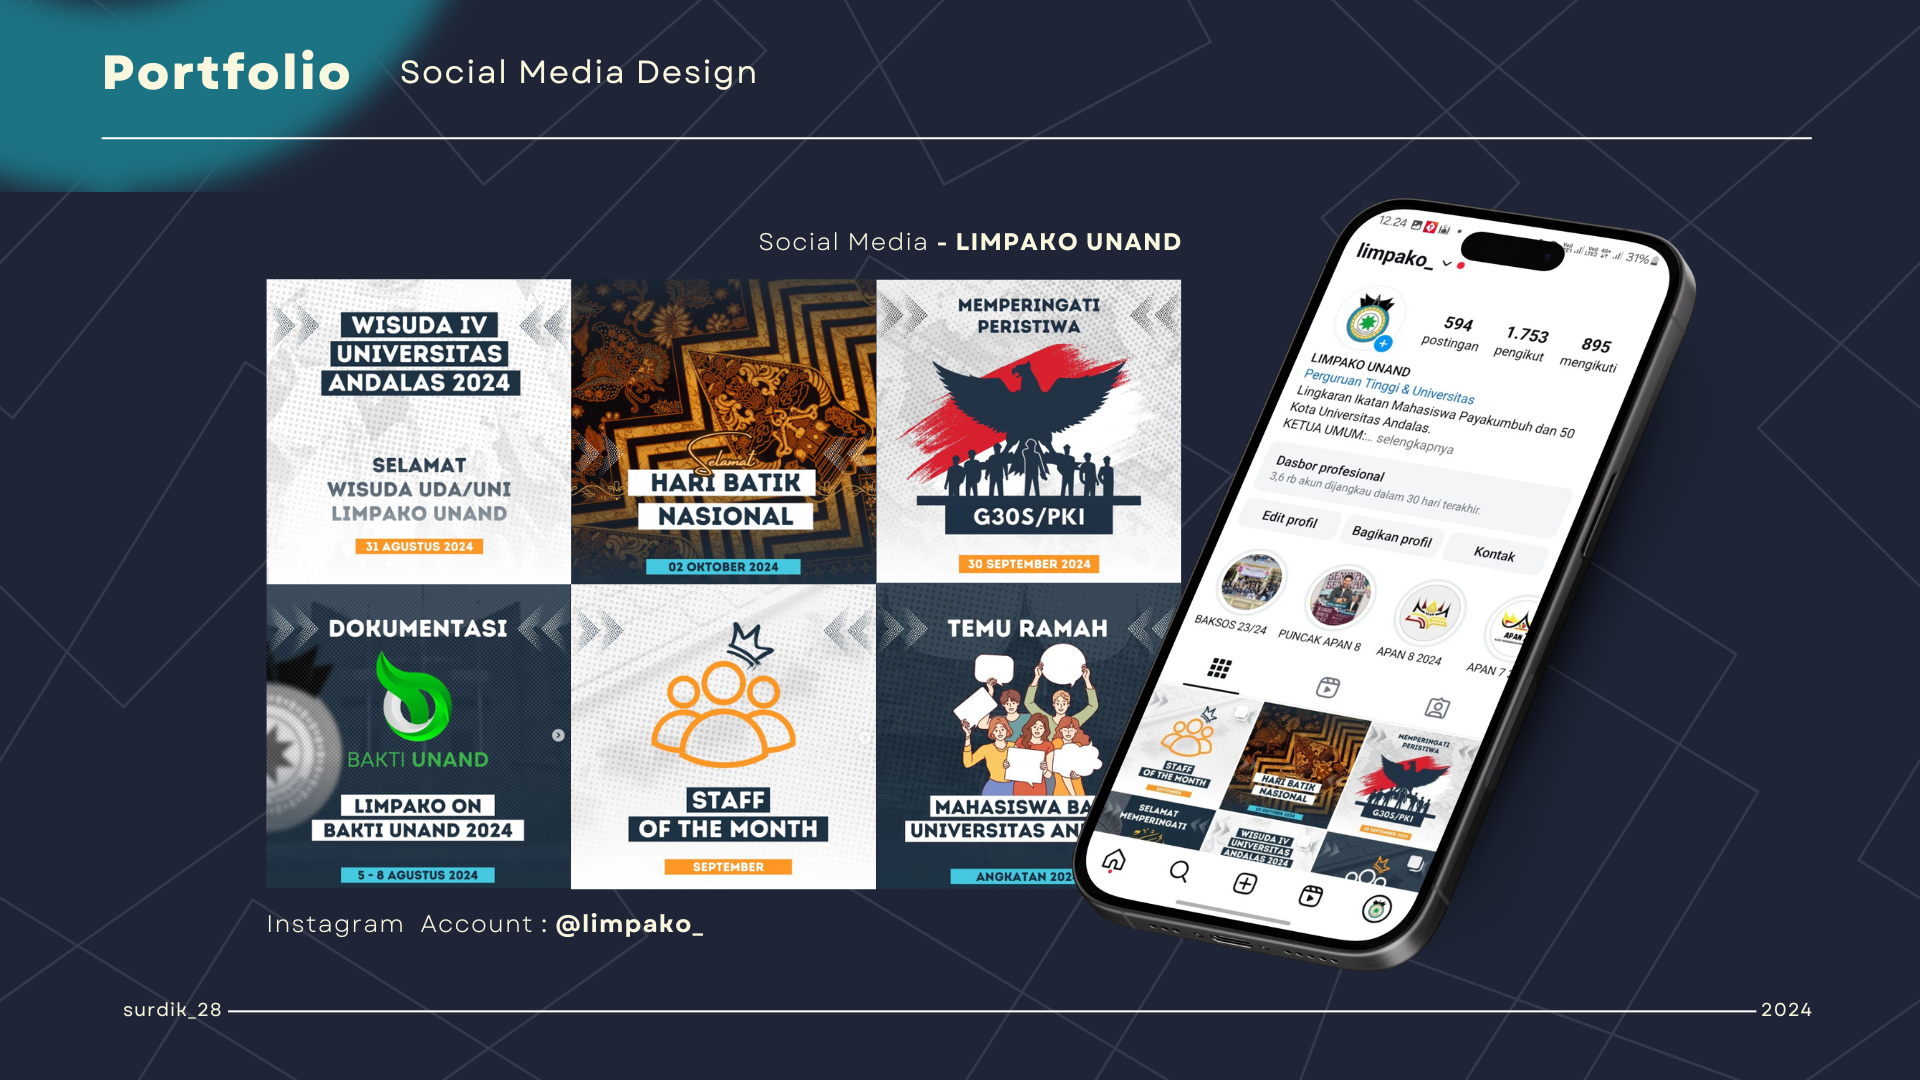 Portfolio
Social Media Design
Social Media - LIMPAKO UNAND
WISUDA IV
UNIVERSITAS
ANDALAS 2024
SELAMAT
WISUDA UDA/UNI
LIMPAKO UNAND
31 AGUSTUS 2024
Selamat
HARI BATIK
NASIONAL
02 OKTOBER 2024
MEMPERINGATI
PERISTIWA
G30S/PKI
30 SEPTEMBER 2024
DOKUMENTASI
BAKTI UNAND
LIMPAKO ON
BAKTI UNAND 2024
5 - 8 AGUSTUS 2024
STAFF
OF THE MONTH
SEPTEMBER
TEMU RAMAH
MAHASISWA BA
UNIVERSITAS AN
ANGKATAN 202
12.24
31%
limpako_
594
postingan
1.753
pengikut
895
mengikuti
LIMPAKO UNAND
Perguruan Tinggi & Universitas
Lingkaran Ikatan Mahasiswa Payakumbuh dan 50
Kota Universitas Andalas.
KETUA UMUM:... selengkapnya
Dasbor profesional
3,6 rb akun dijangkau dalam 30 hari terakhir.
Edit profil
Bagikan profil
Kontak
BAKSOS 23/24
PUNCAK APAN 8
APAN 8 2024
APAN 7
STAFF
OF THE MONTH
SEPTEMBER
HARI BATIK
NASIONAL
02 OKTOBER 2024
MEMPERINGATI
PERISTIWA
G30S/PKI
30 SEPTEMBER 2024
SELAMAT
MEMPERINGATI
WISUDA IV
UNIVERSITAS
ANDALAS 2024
Instagram Account : @limpako_
surdik_28
2024